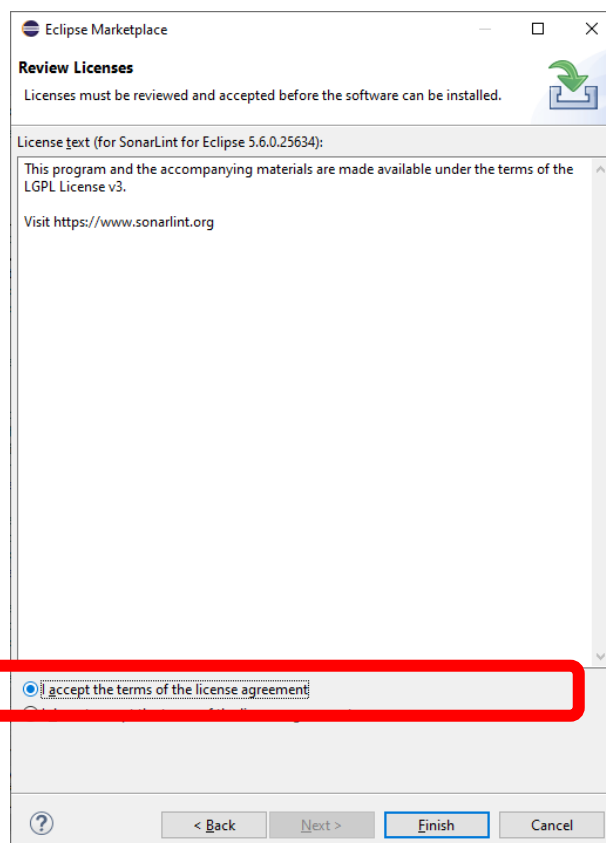 Eclipse Marketplace
Review Licenses
Licenses must be reviewed and accepted before the software can be installed.
License text (for SonarLint for Eclipse 5.6.0.25634):
This program and the accompanying materials are made available under the terms of the
LGPL License v3.
Visit https://www.sonarlint.org
I accept the terms of the license agreement
< Back
Next >
Finish
Cancel